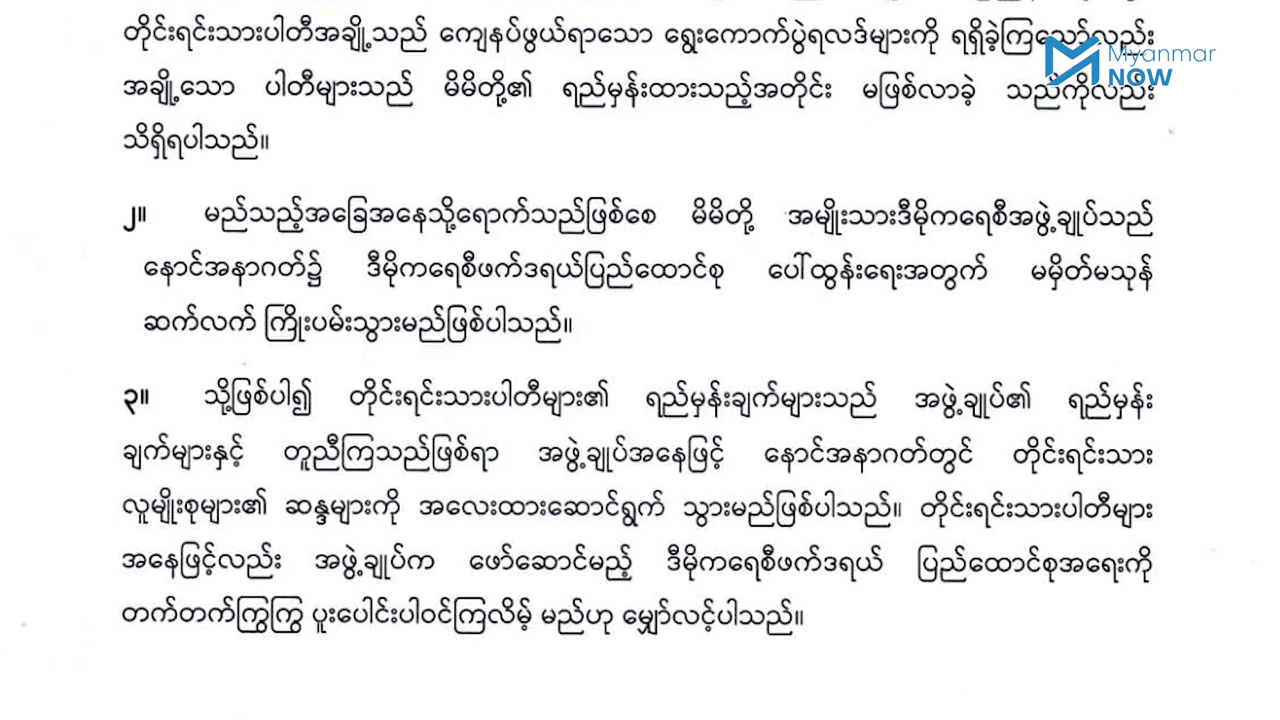 တိုင်းရင်းသားပါတီအချို့သည် ကျေနပ်ဖွယ်ရာသော ရွေးကောက်ပွဲရလဒ်များကို ရရှိခဲ့ကြသော်လည်း
Myanmar
NOW
အချို့သော ပါတီများသည် မိမိတို့၏ ရည်မှန်းထားသည့်အတိုင်း မဖြစ်လာခဲ့ သည်ကိုလည်း
သိရှိရပါသည်။
၂။ မည်သည့်အခြေအနေသို့ရောက်သည်ဖြစ်စေ မိမိတို့ အမျိုးသားဒီမိုကရေစီအဖွဲ့ချုပ်သည်
နောင်အနာဂတ်၌ ဒီမိုကရေစီဖက်ဒရယ်ပြည်ထောင်စု ပေါ်ထွန်းရေးအတွက် မမှိတ်မသုန်
ဆက်လက် ကြိုးပမ်းသွားမည်ဖြစ်ပါသည်။
၃။ သို့ဖြစ်ပါ၍ တိုင်းရင်းသားပါတီများ၏ ရည်မှန်းချက်များသည် အဖွဲ့ချုပ်၏ ရည်မှန်း
ချက်များနှင့် တူညီကြသည်ဖြစ်ရာ အဖွဲ့ချုပ်အနေဖြင့် နောင်အနာဂတ်တွင် တိုင်းရင်းသား
လူမျိုးစုများ၏ ဆန္ဒများကို အလေးထားဆောင်ရွက် သွားမည်ဖြစ်ပါသည်။ တိုင်းရင်းသားပါတီများ
အနေဖြင့်လည်း အဖွဲ့ချုပ်က ဖော်ဆောင်မည့် ဒီမိုကရေစီဖက်ဒရယ် ပြည်ထောင်စုအရေးကို
တက်တက်ကြွကြွ ပူးပေါင်းပါဝင်ကြလိမ့် မည်ဟု မျှော်လင့်ပါသည်။